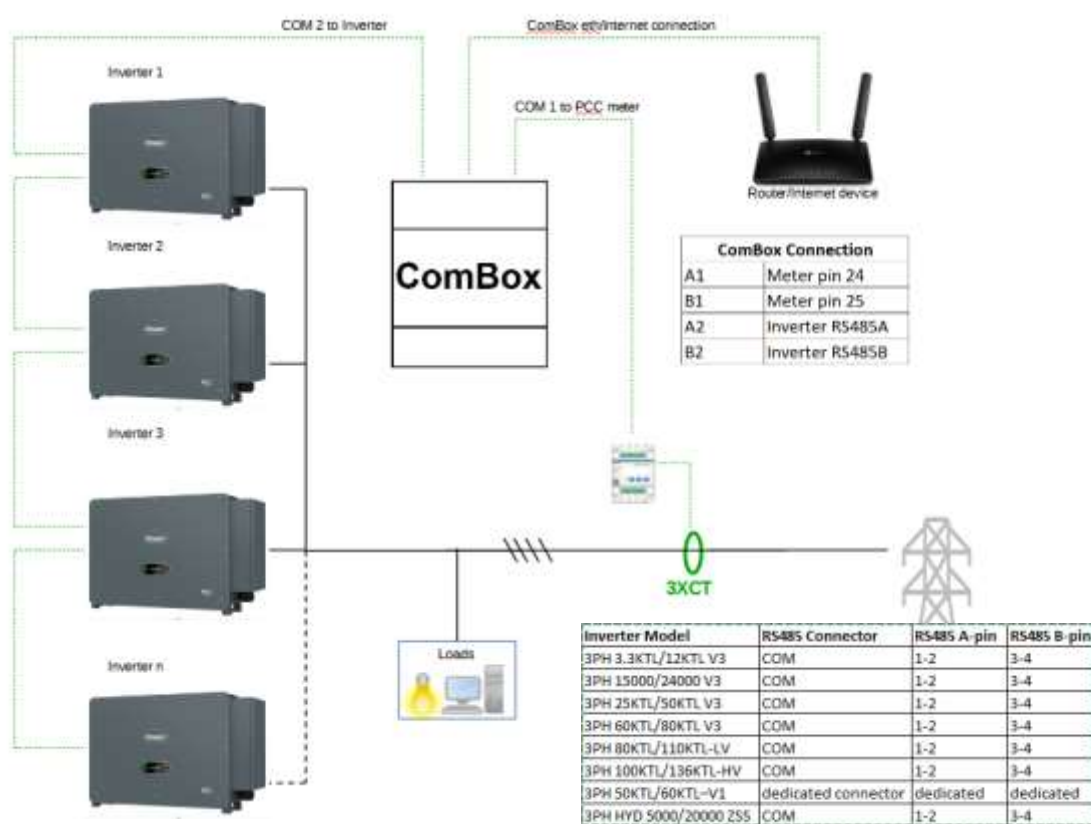 COM 2 to Inverter
ComBox eth/internet connection
Inverter 1
COM 1 to PCC meter
Router/Internet device
Inverter 2
ComBox
ComBox Connection
A1 Meter pin 24
B1 Meter pin 25
A2 Inverter RS485A
B2 Inverter RS485B
Inverter 3
3XCT
Loads
Inverter n
Inverter Model RS485 Connector RS485 A-pin RS485 B-pin
3PH 3.3KTL/12KTL V3 COM 1-2 3-4
3PH 15000/24000 V3 COM 1-2 3-4
3PH 25KTL/50KTL V3 COM 1-2 3-4
3PH 60KTL/80KTL V3 COM 1-2 3-4
3PH 80KTL/110KTL-LV COM 1-2 3-4
3PH 100KTL/136KTL-HV COM 1-2 3-4
3PH 50KTL/60KTL-V1 dedicated connector dedicated dedicated
3PH HYD 5000/20000 ZSS COM 1-2 3-4